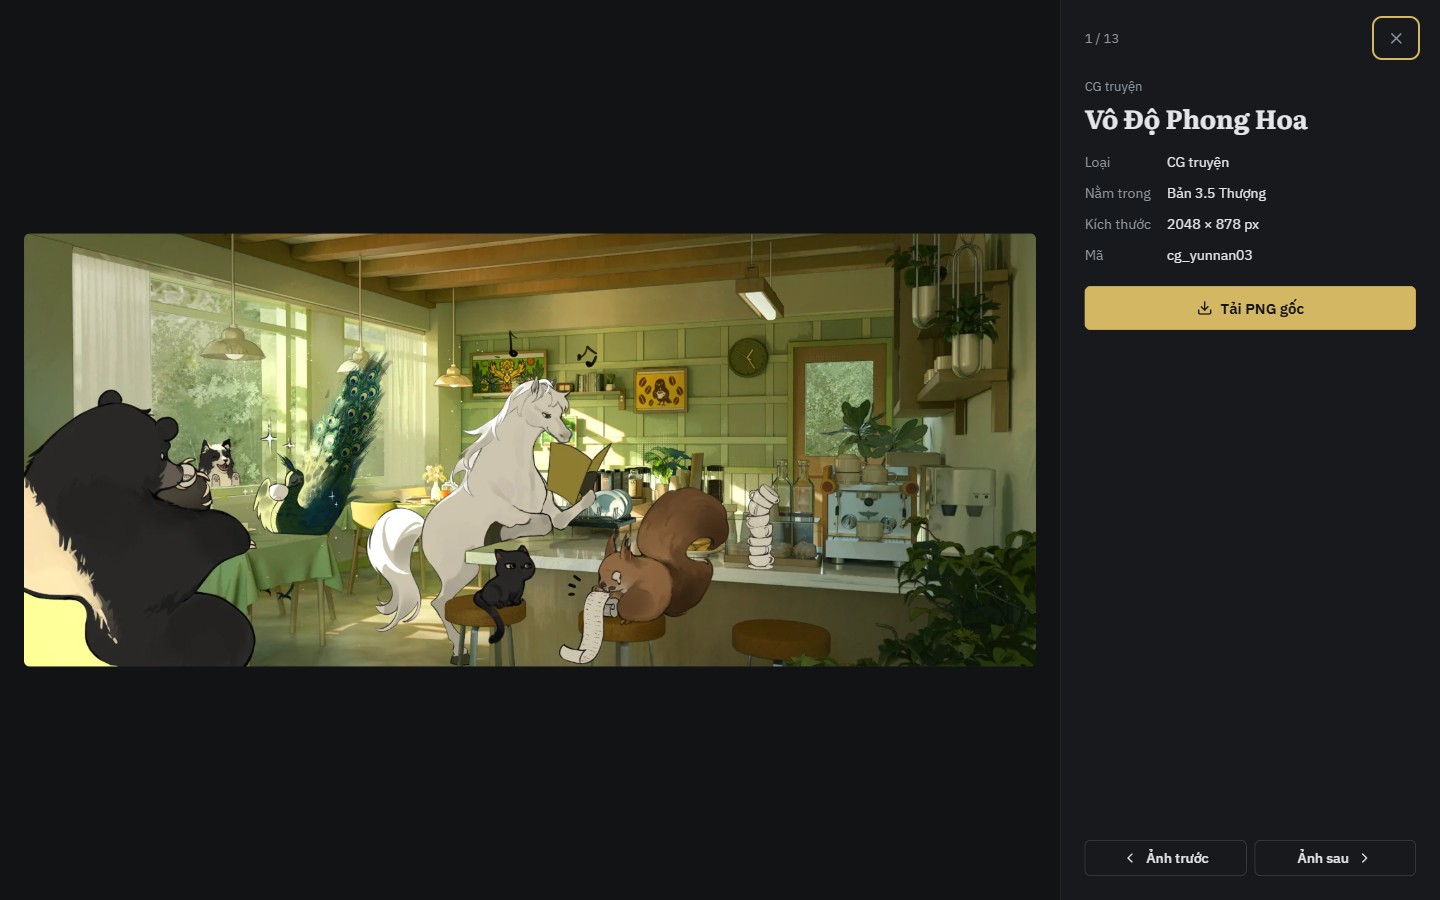 1 / 13
CG truyện
Vô Độ Phong Hoa
Loại CG truyện
Nằm trong Bản 3.5 Thượng
Kích thước 2048 × 878 px
Mã cg_yunnan03
Tải PNG gốc
Ảnh trước
Ảnh sau